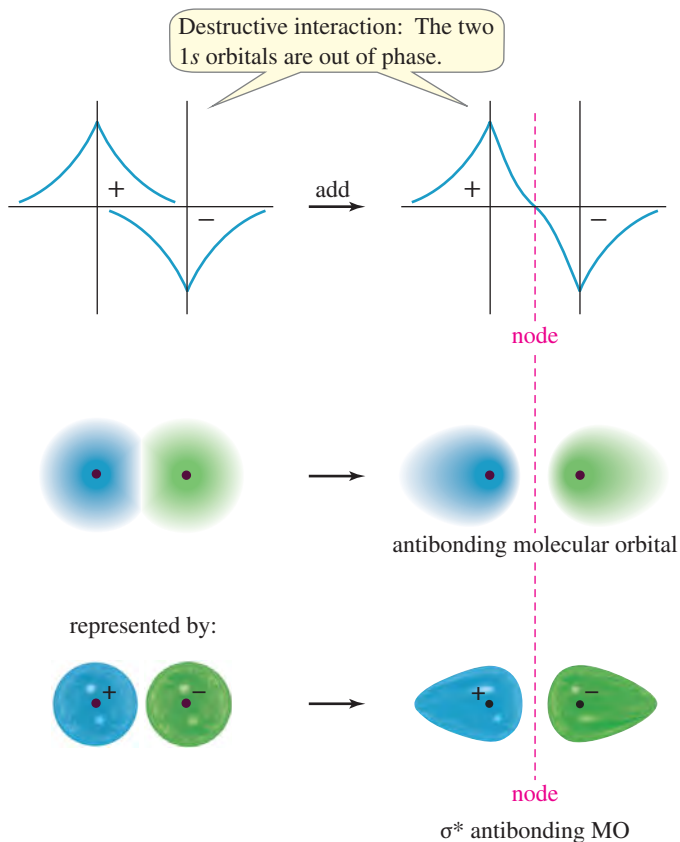 Destructive interaction: The two
1s orbitals are out of phase.
+
−
add
+
−
node
antibonding molecular orbital
represented by:
+
−
+
−
node
σ* antibonding MO